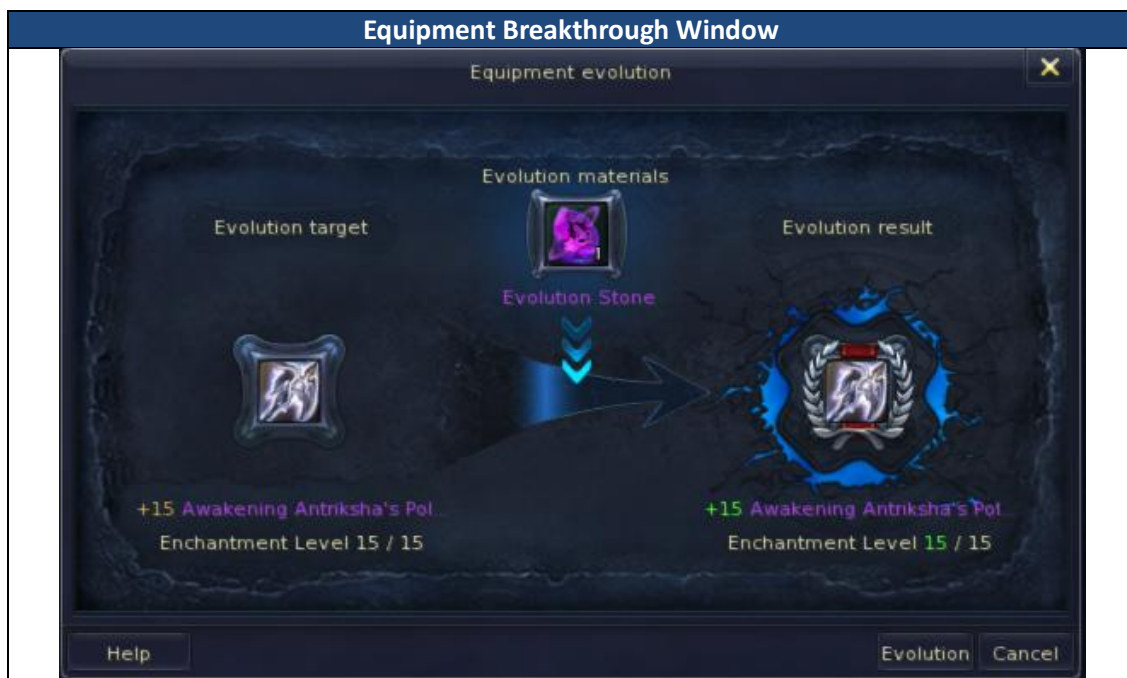 Equipment Breakthrough Window
Equipment evolution
Evolution materials
Evolution target
Evolution result
1
Evolution Stone
+15 Awakening Antriksha's Pol...
+15 Awakening Antriksha's Pol...
Enchantment Level 15 / 15
Enchantment Level 15 / 15
Help
Evolution
Cancel